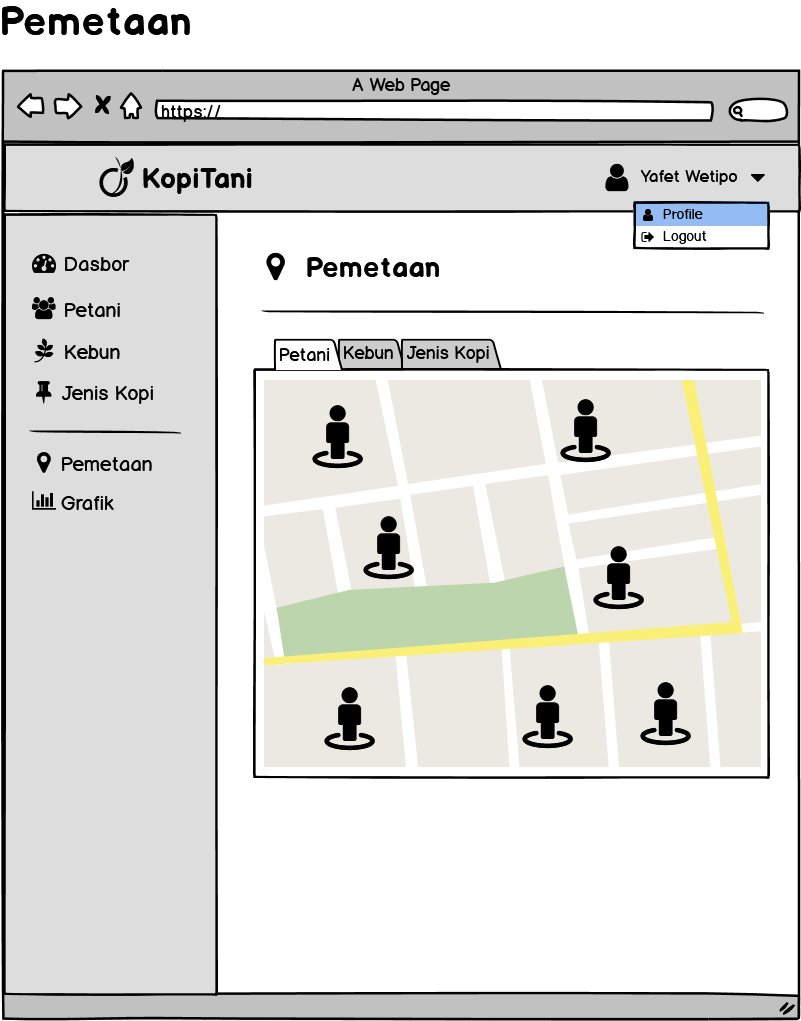 Pemetaan
A Web Page
https://
KopiTani
Yafet Wetipo
Profile
Logout
Dasbor
Petani
Kebun
Jenis Kopi
Pemetaan
Grafik
Pemetaan
Petani Kebun Jenis Kopi